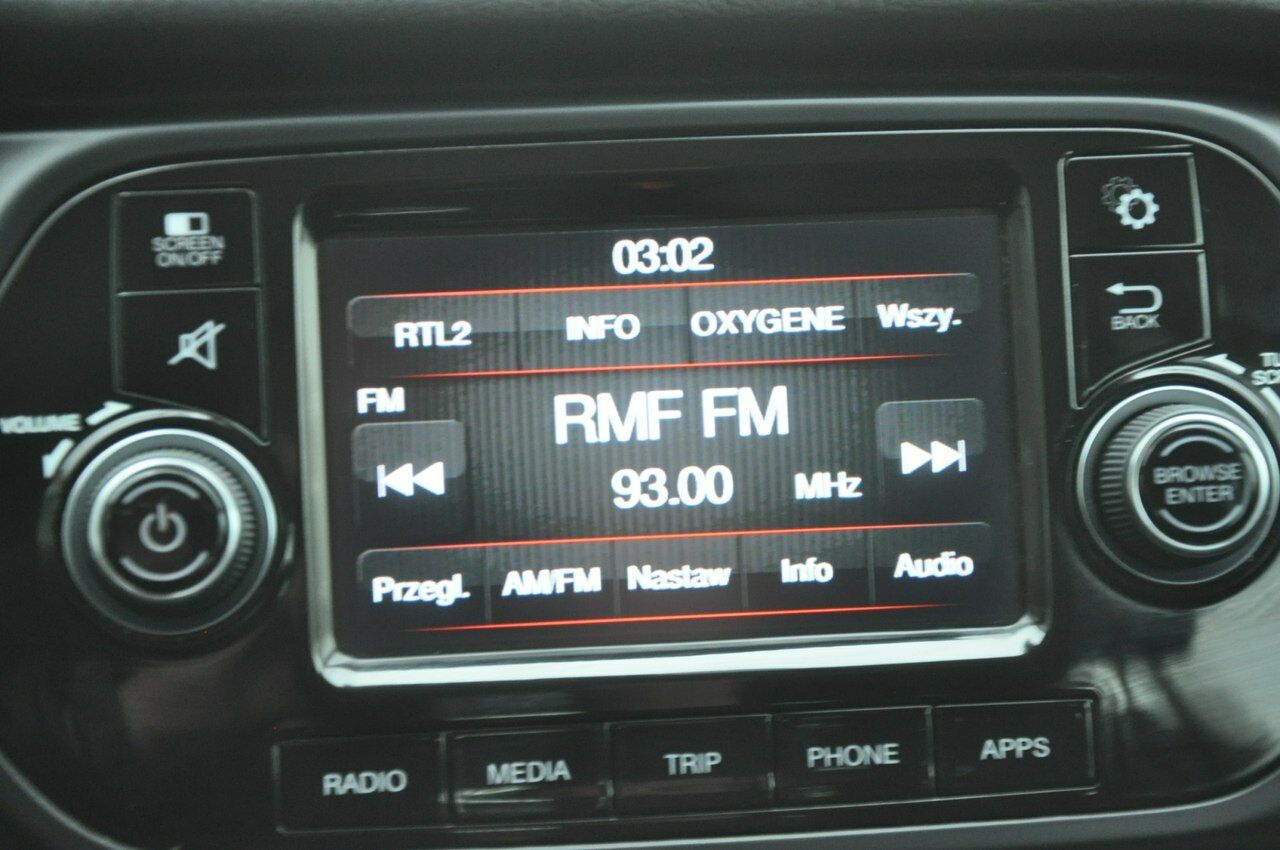 SCREEN
ON/OFF
03:02
RTL2 INFO OXYGENE Wszy.
BACK
VOLUME
FM
RMF FM
93.00 MHz
BROWSE
ENTER
Przegl. AM/FM Nastaw Info Audio
RADIO MEDIA TRIP PHONE APPS